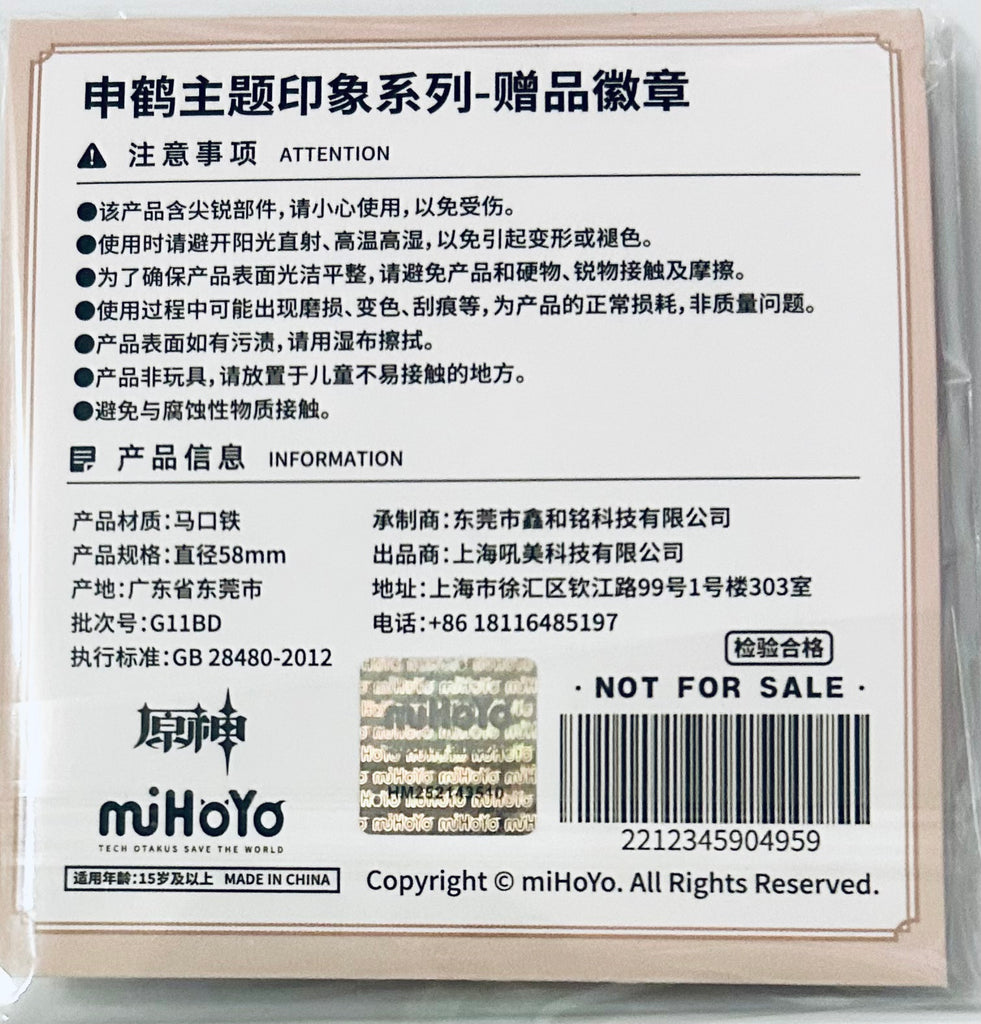 申鹤主题印象系列-赠品徽章
注意事项 ATTENTION
●该产品含尖锐部件,请小心使用,以免受伤。
●使用时请避开阳光直射、高温高湿,以免引起变形或褪色。
●为了确保产品表面光洁平整,请避免产品和硬物、锐物接触及摩擦。
●使用过程中可能出现磨损、变色、刮痕等,为产品的正常损耗,非质量问题。
●产品表面如有污渍,请用湿布擦拭。
●产品非玩具,请放置于儿童不易接触的地方。
●避免与腐蚀性物质接触。
产品信息 INFORMATION
产品材质:马口铁
产品规格:直径58mm
产地:广东省东莞市
批次号:G11BD
执行标准:GB 28480-2012
承制商:东莞市鑫和铭科技有限公司
出品商:上海吼美科技有限公司
地址:上海市徐汇区钦江路99号1号楼303室
电话:+86 18116485197
检验合格
· NOT FOR SALE ·
原神
miHoYo
TECH OTAKUS SAVE THE WORLD
miHoYo
HM252143510
2212345904959
适用年龄:15岁及以上 MADE IN CHINA
Copyright © miHoYo. All Rights Reserved.